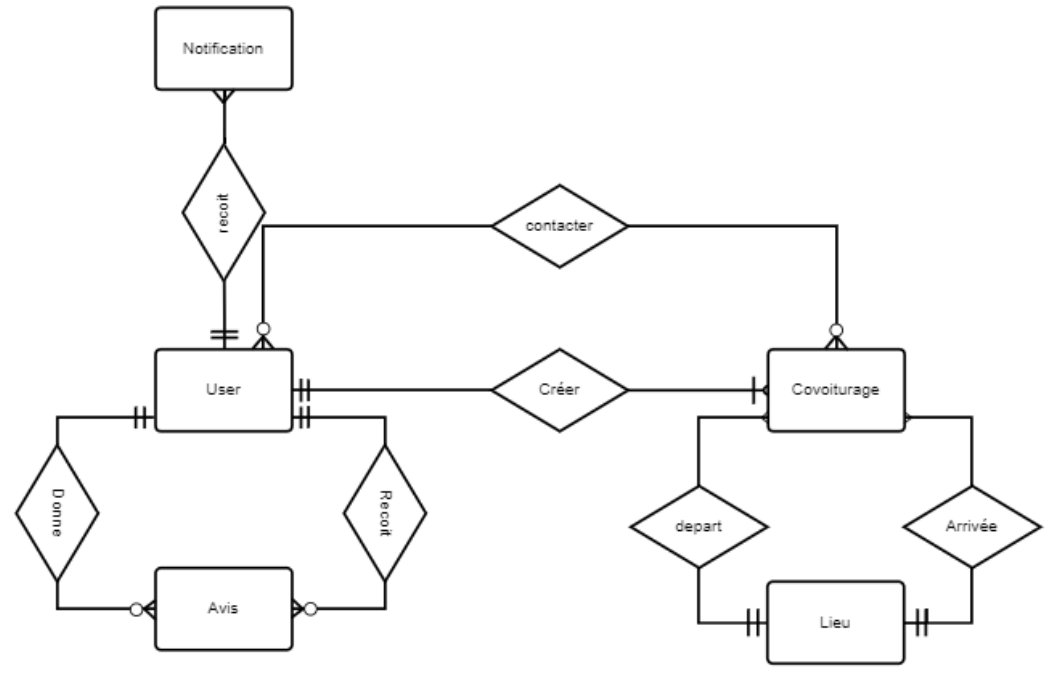 Notification
recoit
contacter
User
Créer
Covoiturage
Donne
Recoit
depart
Arrivée
Avis
Lieu